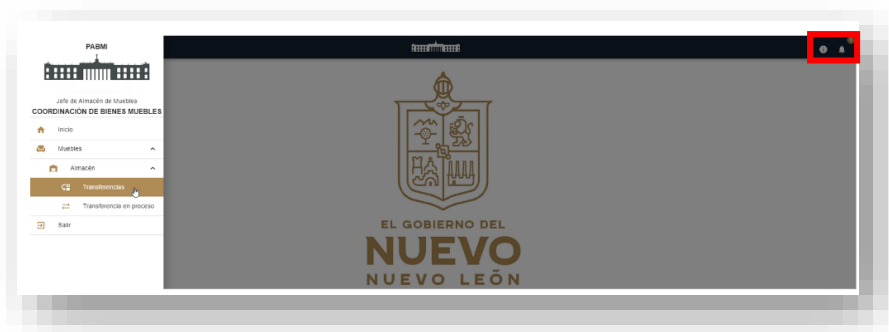 PABMI
Jefe de Almacén de Muebles
COORDINACIÓN DE BIENES MUEBLES
Inicio
Muebles
Almacén
Transferencias
Transferencia en proceso
Salir
EL GOBIERNO DEL
NUEVO
NUEVO LEÓN